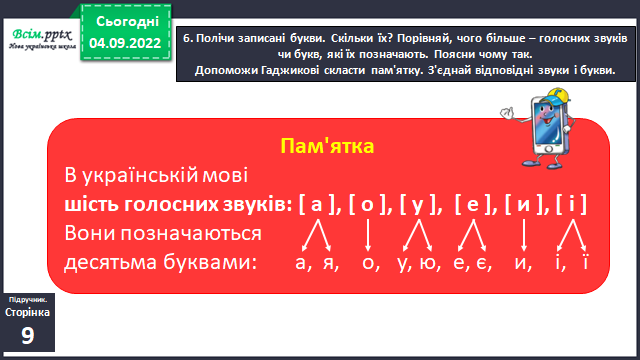 Всім.pptx
Нова українська школа
Сьогодні
04.09.2022
6. Полічи записані букви. Скільки їх? Порівняй, чого більше – голосних звуків
чи букв, які їх позначають. Поясни чому так.
Допоможи Гаджикові скласти пам'ятку. З'єднай відповідні звуки і букви.
Пам'ятка
В українській мові
шість голосних звуків: [ а ], [ о ], [ у ], [ е ], [ и ], [ і ]
Вони позначаються
десятьма буквами: а, я, о, у, ю, е, є, и, і, ї
Підручник.
Сторінка
9